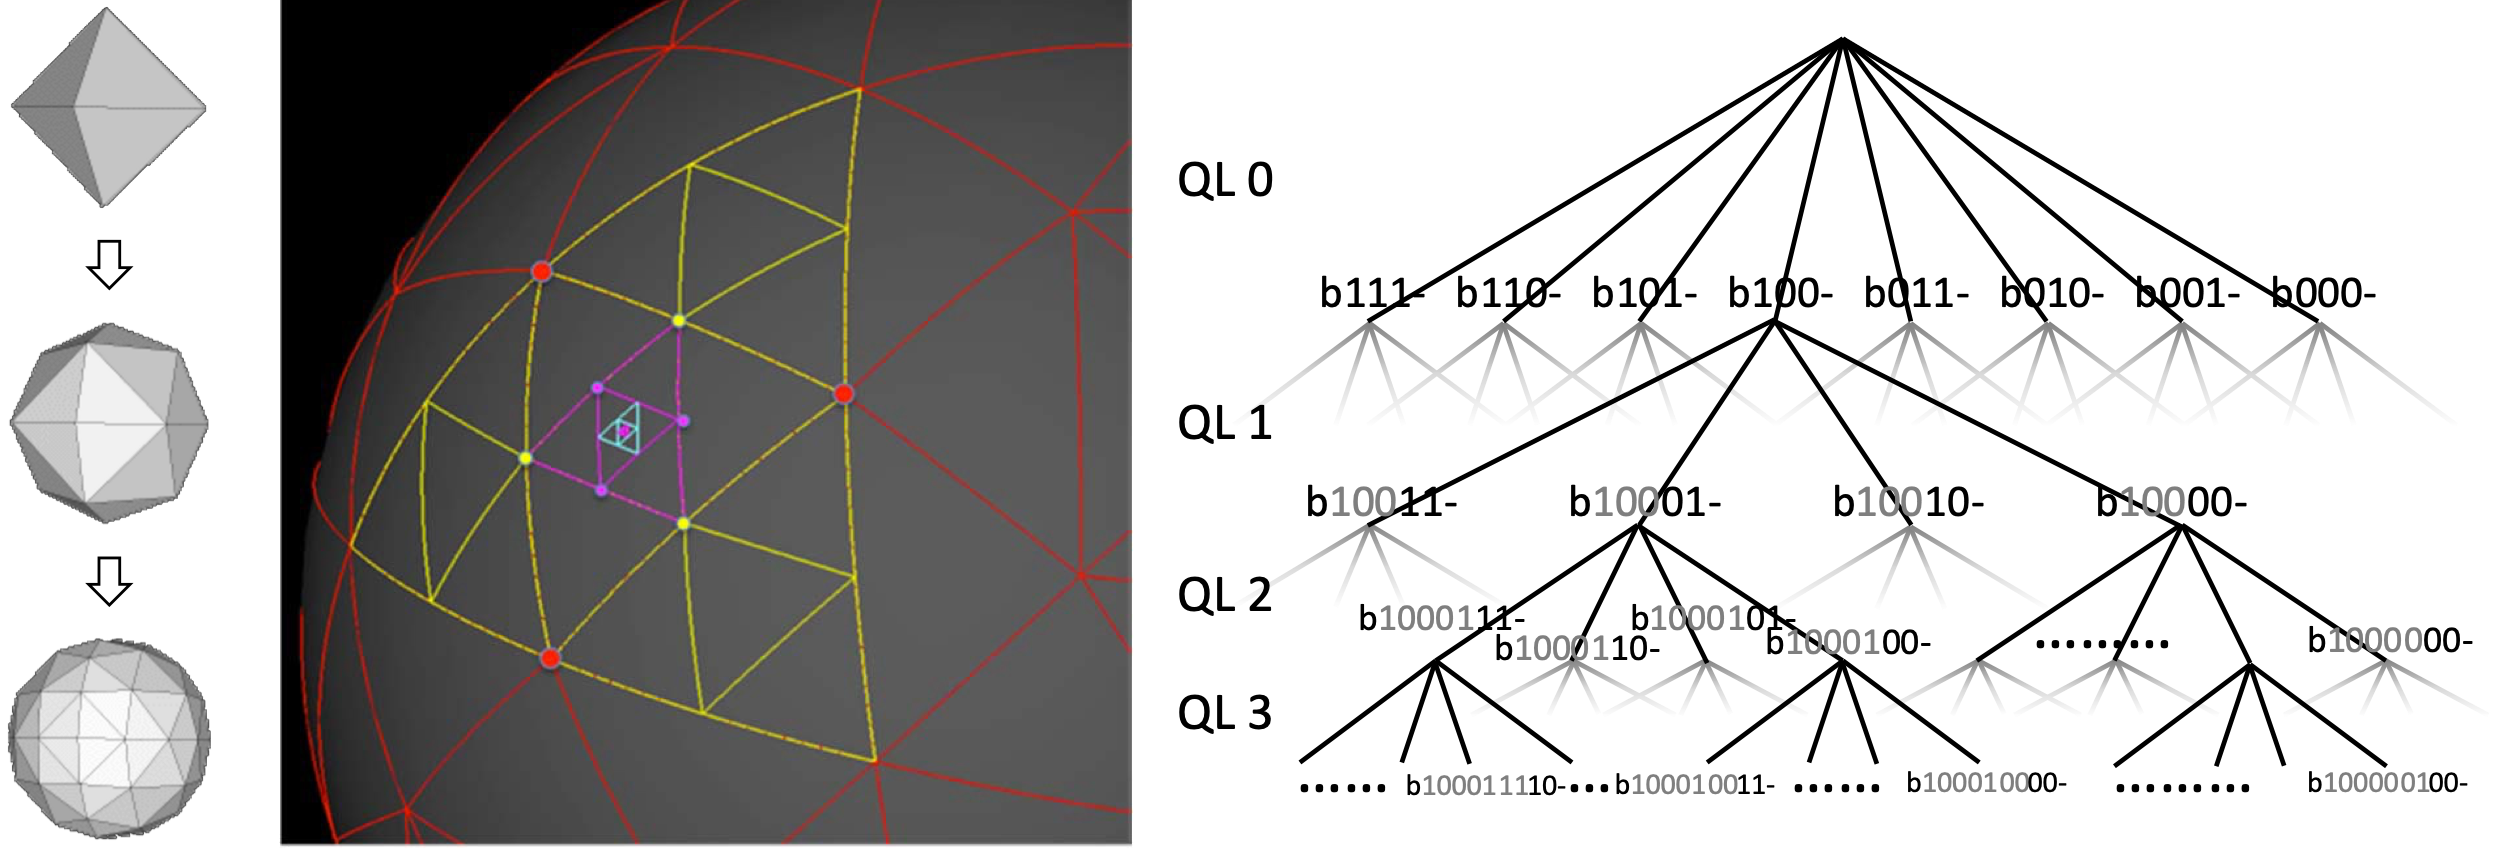 QL 0
b111- b110- b101- b100- b011- b010- b001- b000-
QL 1
b10011- b10001- b10010- b10000-
QL 2
b1000111- b1000101-
b1000110- b1000100- ......... b1000000-
QL 3
...... b100011110- ... b100010011- ...... b100010000- ......... b100000100-